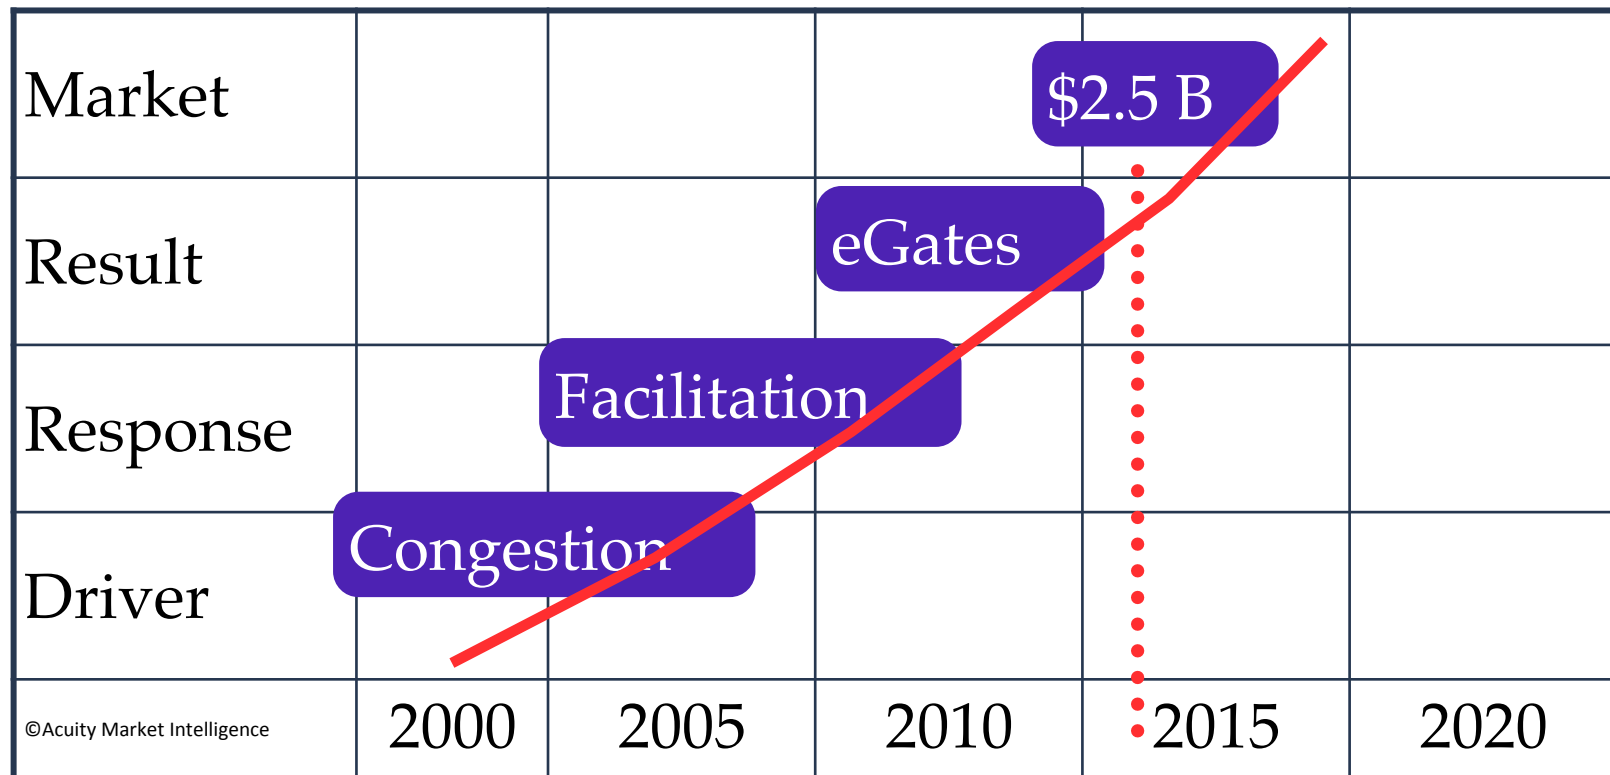 Market
$2.5 B
Result
eGates
Response
Facilitation
Driver
Congestion
©Acuity Market Intelligence
2000
2005
2010
2015
2020